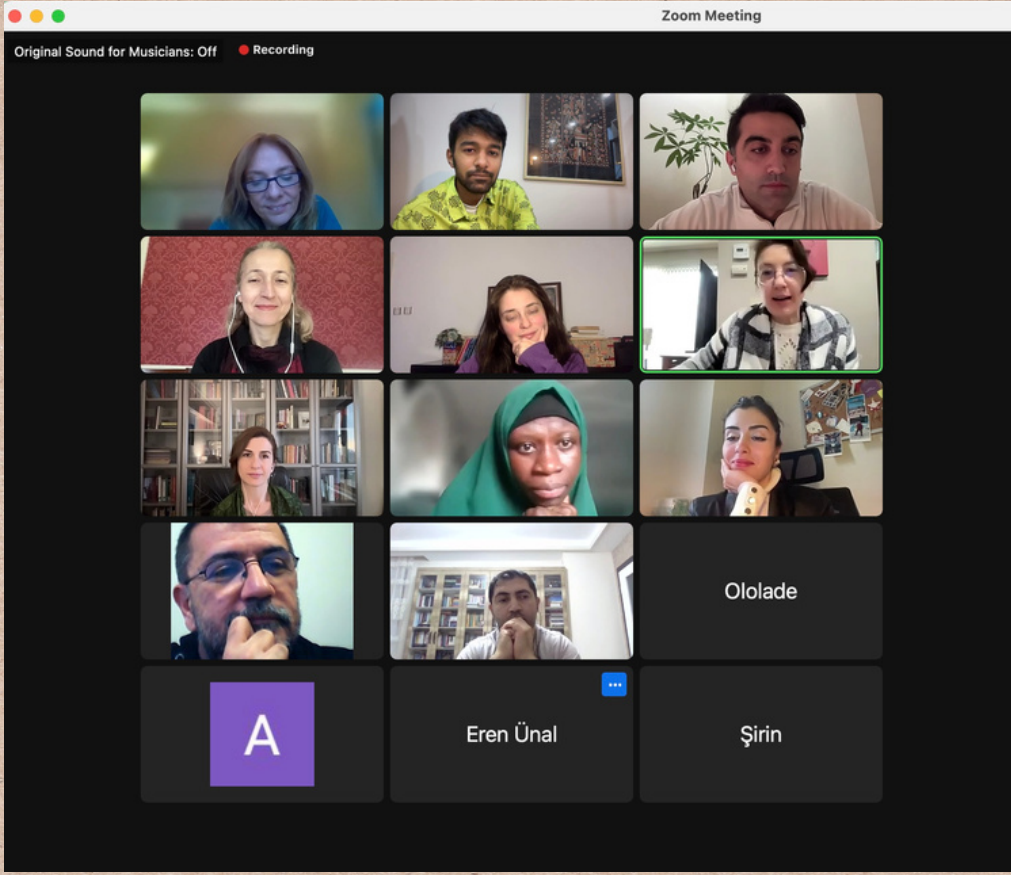 Zoom Meeting
Original Sound for Musicians: Off
Recording
Ololade
A
Eren Ünal
Şirin